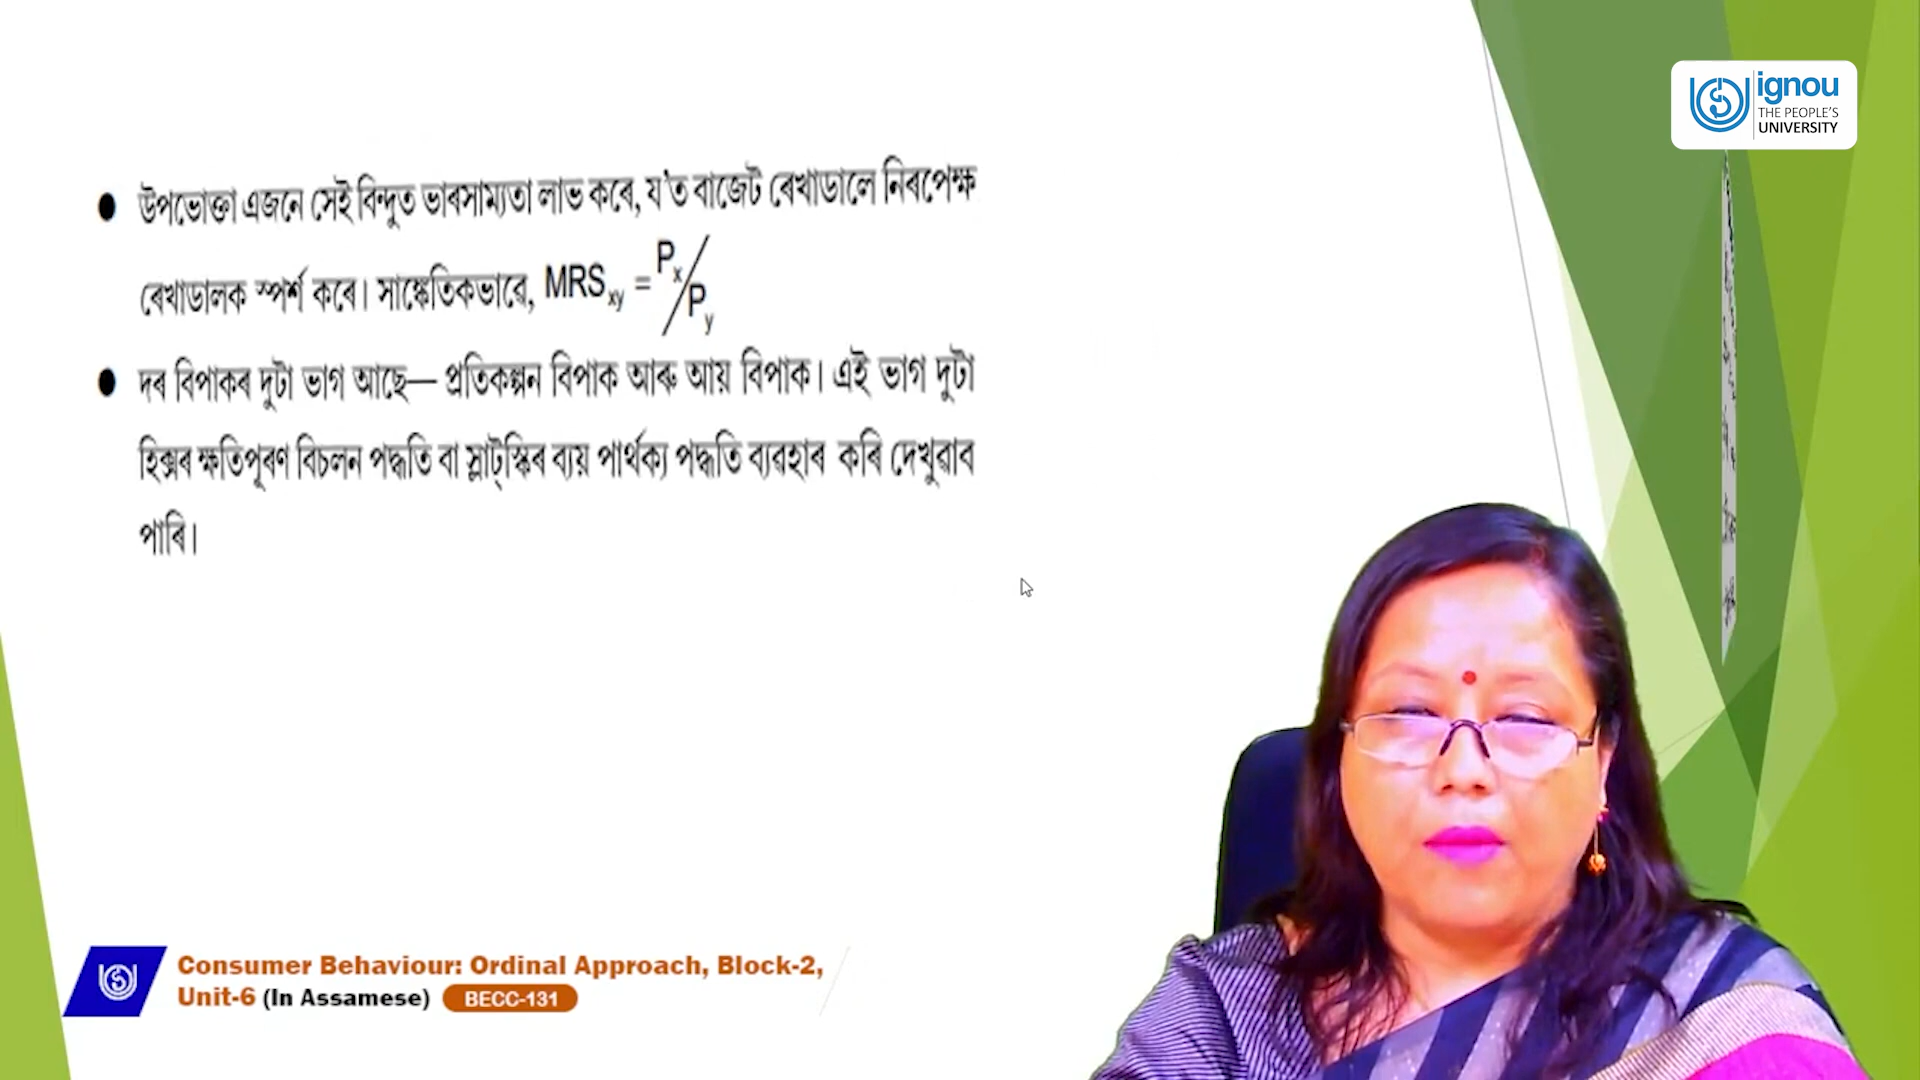 ignou
THE PEOPLE'S
UNIVERSITY
● উপভোক্তা এজনে সেই বিন্দুত ভাৰসাম্যতা লাভ কৰে, য'ত বাজেট ৰেখাডালে নিৰপেক্ষ
ৰেখাডালক স্পৰ্শ কৰে। সাঙ্কেতিকভাৱে, MRSxy = Px/Py
● দৰ বিপাকৰ দুটা ভাগ আছে— প্ৰতিকল্পন বিপাক আৰু আয় বিপাক। এই ভাগ দুটা
হিক্সৰ ক্ষতিপূৰণ বিচলন পদ্ধতি বা স্লাট্‌স্কিৰ ব্যয় পাৰ্থক্য পদ্ধতি ব্যৱহাৰ কৰি দেখুৱাব
পাৰি।
Consumer Behaviour: Ordinal Approach, Block-2,
Unit-6 (In Assamese) BECC-131